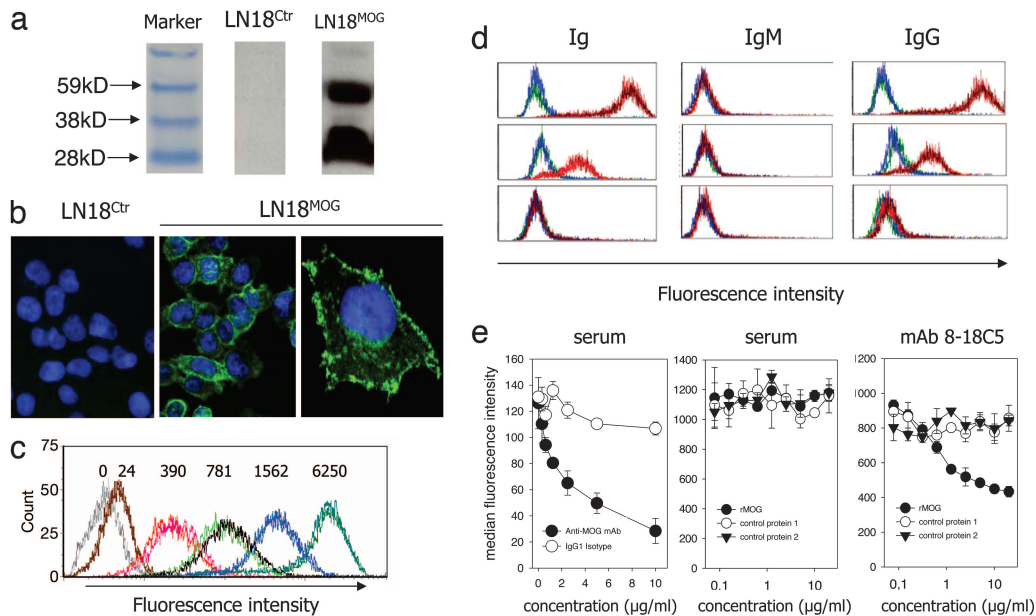 a
Marker LN18Ctr LN18MOG
59kD
38kD
28kD
b
LN18Ctr LN18MOG
c
0 24 390 781 1562 6250
Count
75
50
25
0
Fluorescence intensity
d
Ig IgM IgG
Fluorescence intensity
e
serum serum mAb 8-18C5
median fluorescence intensity
160
140
120
100
80
60
40
20
0
Anti-MOG mAb
IgG1 Isotype
0 2 4 6 8 10
1400
1200
1000
800
600
400
200
0
rMOG
control protein 1
control protein 2
0.1 1 10
1000
800
600
400
200
0
rMOG
control protein 1
control protein 2
0.1 1 10
concentration (µg/ml) concentration (µg/ml) concentration (µg/ml)